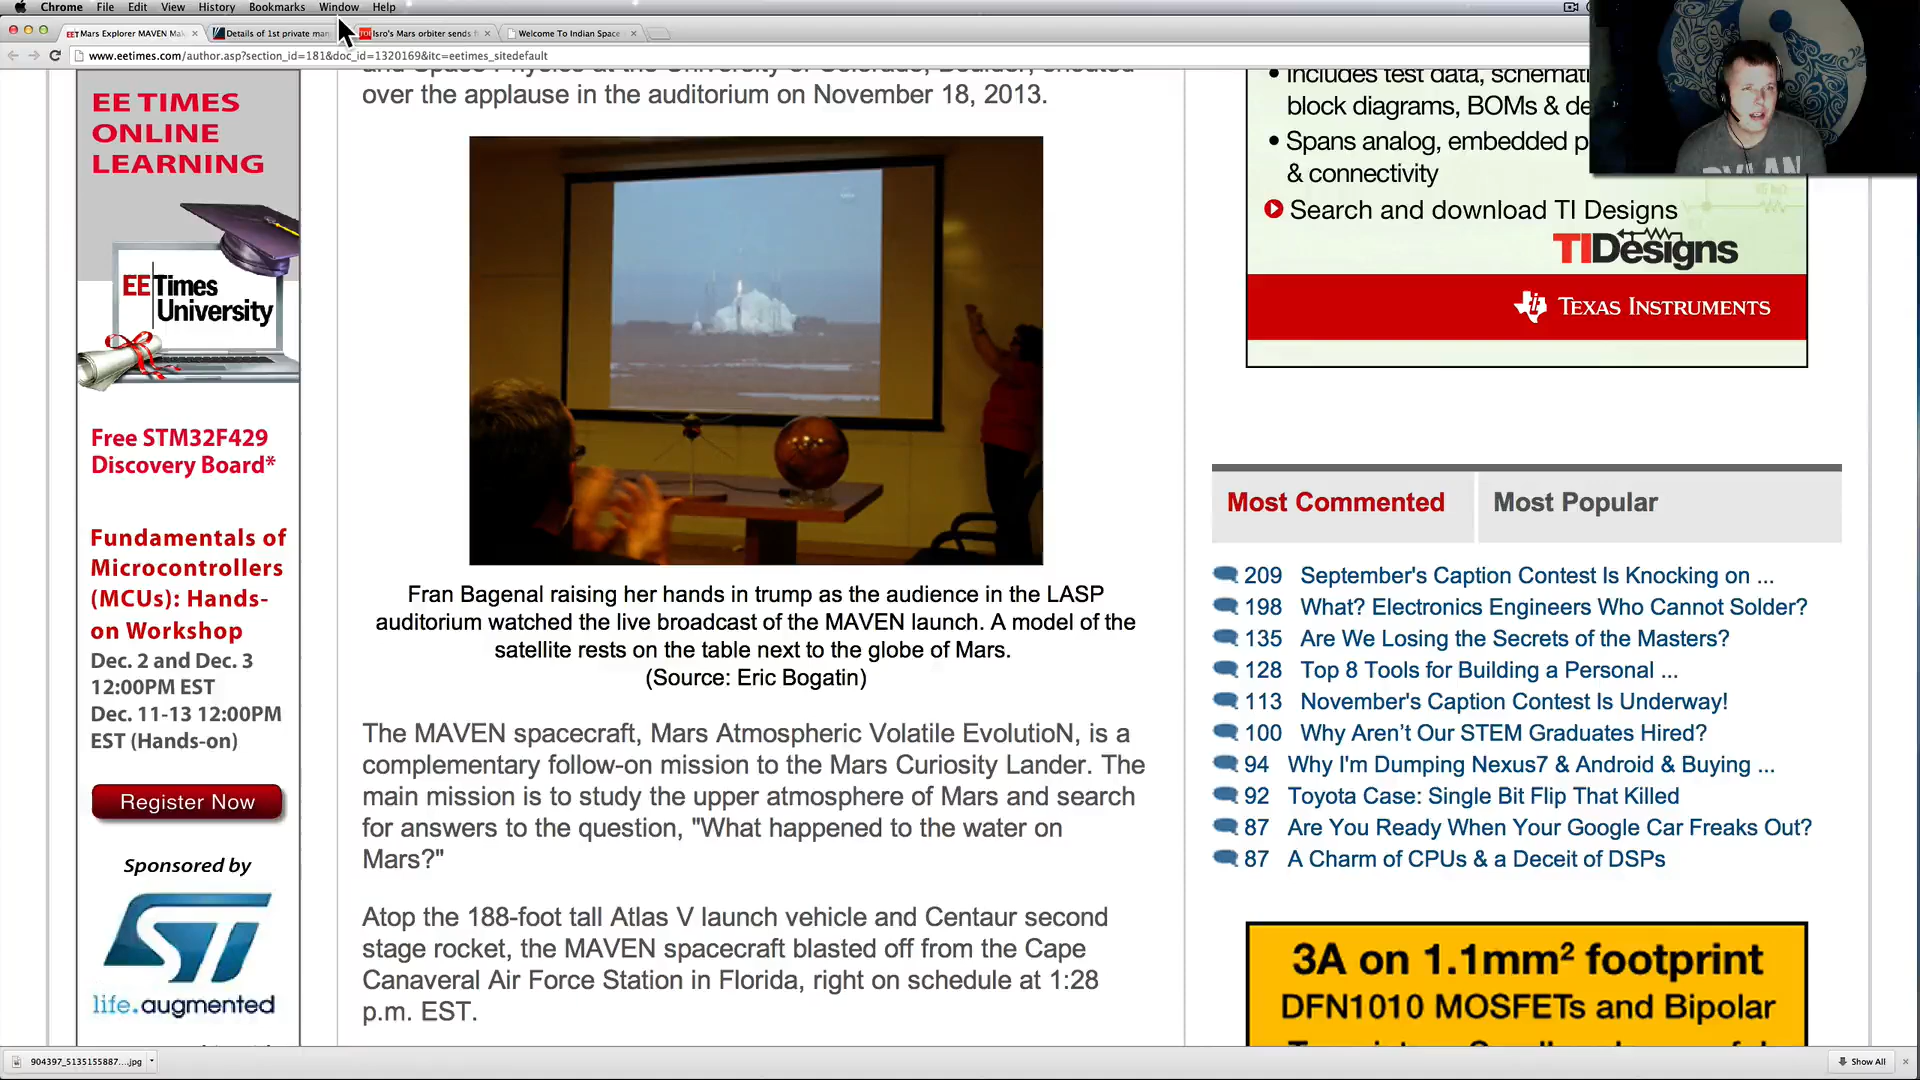 Chrome File Edit View History Bookmarks Window Help
Mars Explorer MAVEN Ma
Details of 1st private man
Isro's Mars orbiter sends f
Welcome To Indian Space
www.eetimes.com/author.asp?section_id=181&doc_id=1320169&itc=eetimes_sitedefault
EE TIMES
ONLINE
LEARNING
EETimes
University
Free STM32F429
Discovery Board*
Fundamentals of
Microcontrollers
(MCUs): Hands-
on Workshop
Dec. 2 and Dec. 3
12:00PM EST
Dec. 11-13 12:00PM
EST (Hands-on)
Register Now
Sponsored by
ST
life.augmented
over the applause in the auditorium on November 18, 2013.
Fran Bagenal raising her hands in trump as the audience in the LASP
auditorium watched the live broadcast of the MAVEN launch. A model of the
satellite rests on the table next to the globe of Mars.
(Source: Eric Bogatin)
The MAVEN spacecraft, Mars Atmospheric Volatile EvolutioN, is a
complementary follow-on mission to the Mars Curiosity Lander. The
main mission is to study the upper atmosphere of Mars and search
for answers to the question, "What happened to the water on
Mars?"
Atop the 188-foot tall Atlas V launch vehicle and Centaur second
stage rocket, the MAVEN spacecraft blasted off from the Cape
Canaveral Air Force Station in Florida, right on schedule at 1:28
p.m. EST.
• Includes test data, schemati
block diagrams, BOMs & de
• Spans analog, embedded p
& connectivity
Search and download TI Designs
TIDesigns
TEXAS INSTRUMENTS
Most Commented Most Popular
209 September's Caption Contest Is Knocking on ...
198 What? Electronics Engineers Who Cannot Solder?
135 Are We Losing the Secrets of the Masters?
128 Top 8 Tools for Building a Personal ...
113 November's Caption Contest Is Underway!
100 Why Aren't Our STEM Graduates Hired?
94 Why I'm Dumping Nexus7 & Android & Buying ...
92 Toyota Case: Single Bit Flip That Killed
87 Are You Ready When Your Google Car Freaks Out?
87 A Charm of CPUs & a Deceit of DSPs
3A on 1.1mm² footprint
DFN1010 MOSFETs and Bipolar
904397_5135155887....jpg
Show All